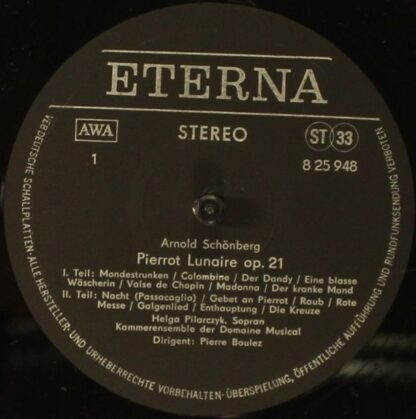 ETERNA
AWA
STEREO
ST 33
1
8 25 948
Arnold Schönberg
Pierrot Lunaire op. 21
I. Teil: Mondestrunken / Colombine / Der Dandy / Eine blasse
Wäscherin / Valse de Chopin / Madonna / Der kranke Mond
II. Teil: Nacht (Passacaglia) / Gebet an Pierrot / Raub / Rote
Messe / Galgenlied / Enthauptung / Die Kreuze
Helga Pilarczyk, Sopran
Kammerensemble der Domaine Musical
Dirigent: Pierre Boulez
VEB DEUTSCHE SCHALLPLATTEN · ALLE HERSTELLER- UND URHEBERRECHTE VORBEHALTEN · ÜBERSPIELUNG, ÖFFENTLICHE AUFFÜHRUNG UND RUNDFUNKSENDUNG VERBOTEN